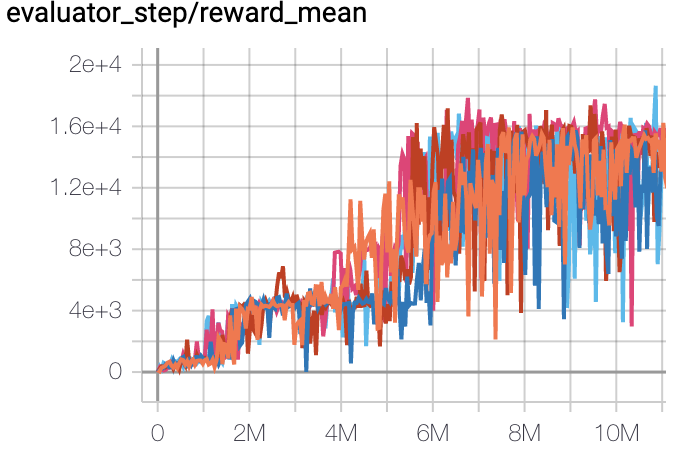 evaluator_step/reward_mean
2e+4
1.6e+4
1.2e+4
8e+3
4e+3
0
0 2M 4M 6M 8M 10M